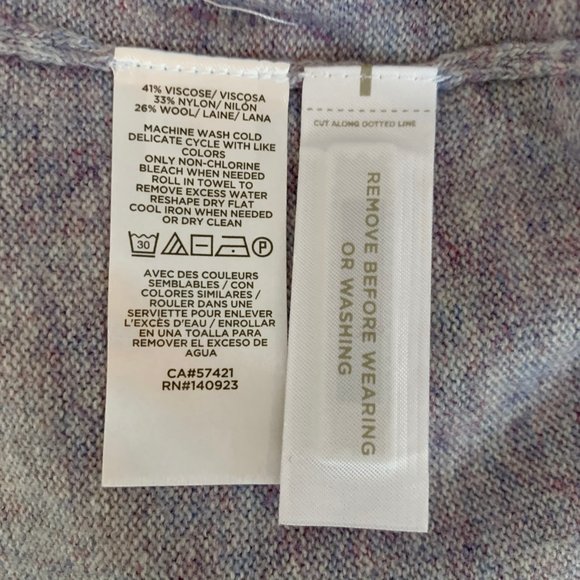 41% VISCOSE/ VISCOSA
33% NYLON/ NILÓN
26% WOOL/ LAINE/ LANA
MACHINE WASH COLD
DELICATE CYCLE WITH LIKE
COLORS
ONLY NON-CHLORINE
BLEACH WHEN NEEDED
ROLL IN TOWEL TO
REMOVE EXCESS WATER
RESHAPE DRY FLAT
COOL IRON WHEN NEEDED
OR DRY CLEAN
30 P
AVEC DES COULEURS
SEMBLABLES / CON
COLORES SIMILARES /
ROULER DANS UNE
SERVIETTE POUR ENLEVER
L'EXCÉS D'EAU / ENROLLAR
EN UNA TOALLA PARA
REMOVER EL EXCESO DE
AGUA
CA#57421
RN#140923
CUT ALONG DOTTED LINE
REMOVE BEFORE WEARING
OR WASHING